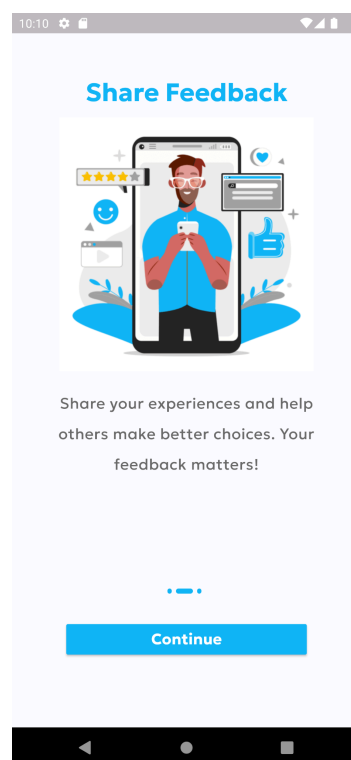 10:10
Share Feedback
Share your experiences and help
others make better choices. Your
feedback matters!
Continue